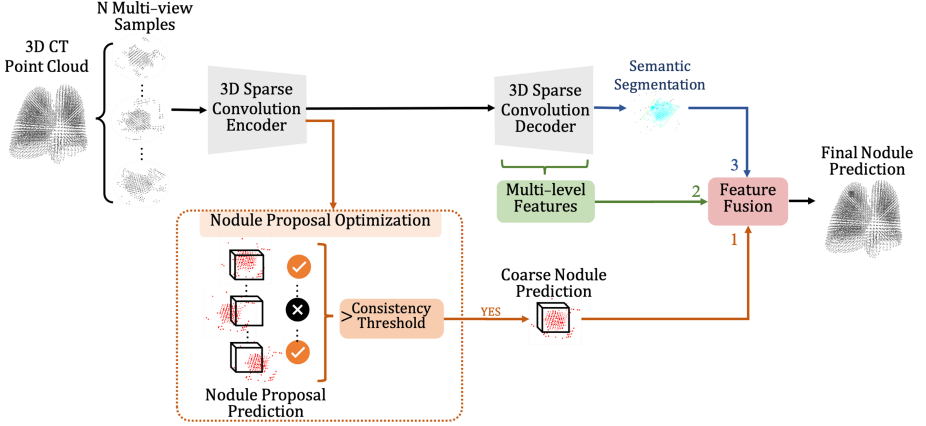 N Multi-view
Samples
3D CT
Point Cloud
3D Sparse
Convolution
Encoder
3D Sparse
Convolution
Decoder
Semantic
Segmentation
3
Final Nodule
Prediction
Multi-level
Features
2
Feature
Fusion
1
Nodule Proposal Optimization
>Consistency
Threshold
YES
Coarse Nodule
Prediction
Nodule Proposal
Prediction